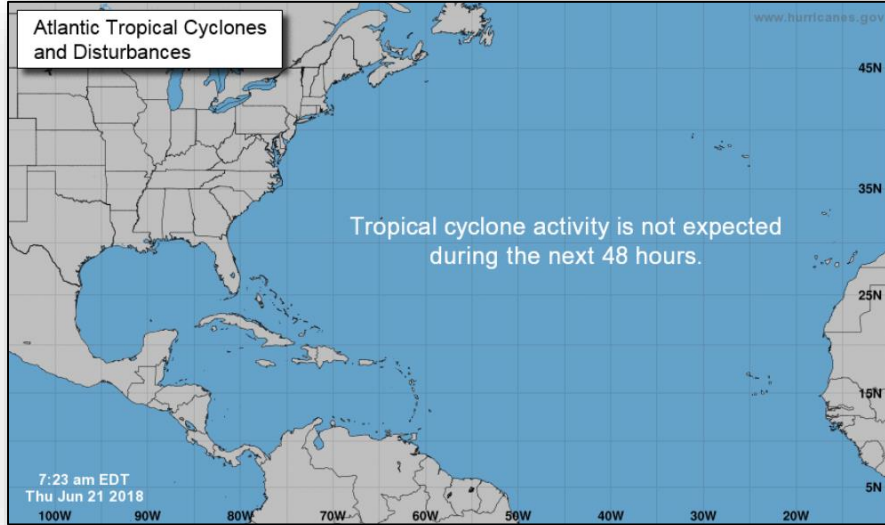 Atlantic Tropical Cyclones
and Disturbances
www.hurricanes.gov
45N
35N
Tropical cyclone activity is not expected
during the next 48 hours.
25N
15N
7:23 am EDT
Thu Jun 21 2018
5N
100W 90W 80W 70W 60W 50W 40W 30W 20W